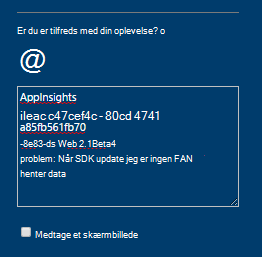 Er du er tilfreds med din oplevelse? o
@
AppInsights
ileac c47cef4c - 80cd 4741
a85fb561fb70
-8e83-ds Web 2.1Beta4
problem: Når SDK update jeg er ingen FAN
henter data
Medtage et skærmbillede